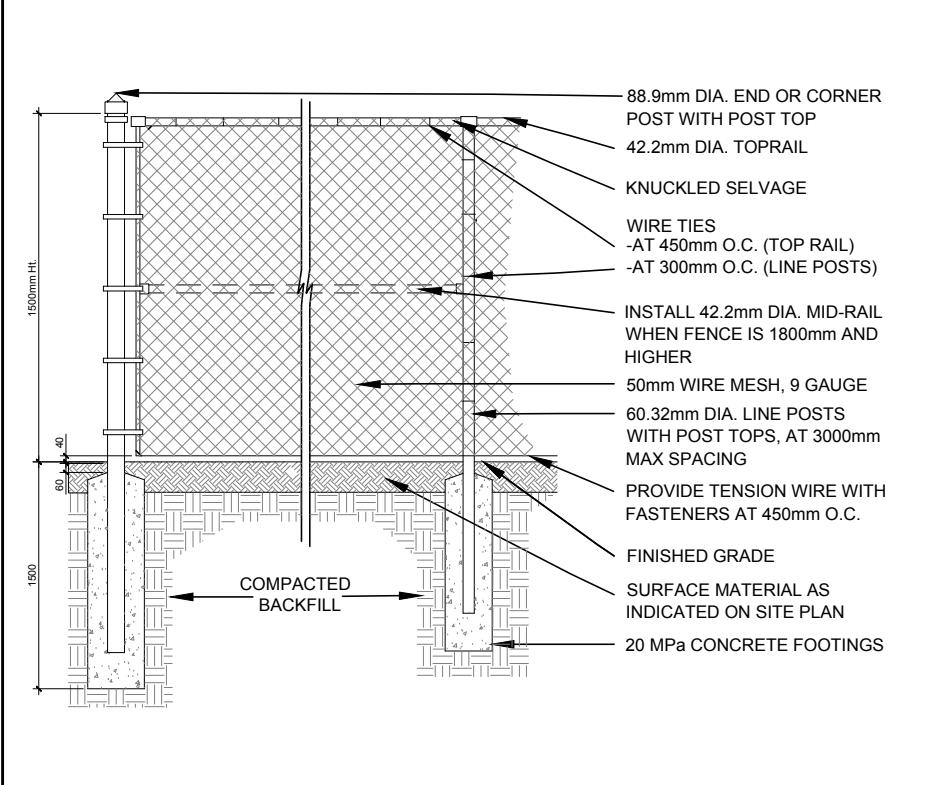 88.9mm DIA. END OR CORNER
POST WITH POST TOP
42.2mm DIA. TOPRAIL
KNUCKLED SELVAGE
WIRE TIES
-AT 450mm O.C. (TOP RAIL)
-AT 300mm O.C. (LINE POSTS)
INSTALL 42.2mm DIA. MID-RAIL
WHEN FENCE IS 1800mm AND
HIGHER
50mm WIRE MESH, 9 GAUGE
60.32mm DIA. LINE POSTS
WITH POST TOPS, AT 3000mm
MAX SPACING
PROVIDE TENSION WIRE WITH
FASTENERS AT 450mm O.C.
FINISHED GRADE
SURFACE MATERIAL AS
INDICATED ON SITE PLAN
20 MPa CONCRETE FOOTINGS
1500mm Ht.
40
60
1500
COMPACTED
BACKFILL